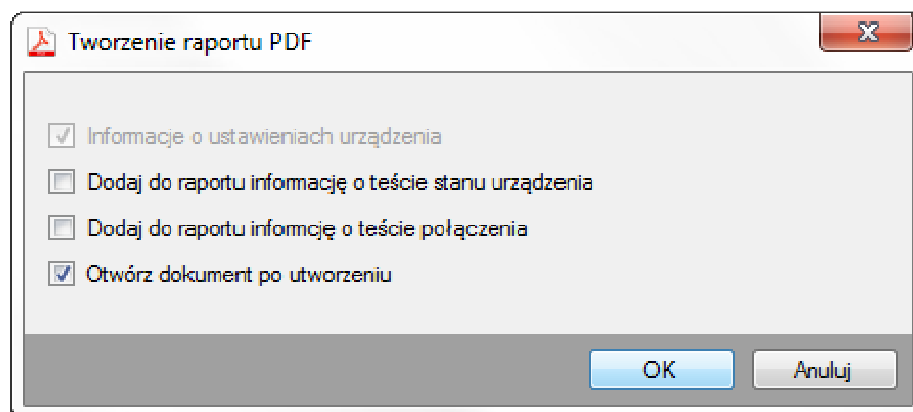 Tworzenie raportu PDF
Informacje o ustawieniach urządzenia
Dodaj do raportu informację o teście stanu urządzenia
Dodaj do raportu informcję o teście połączenia
Otwórz dokument po utworzeniu
OK Anuluj